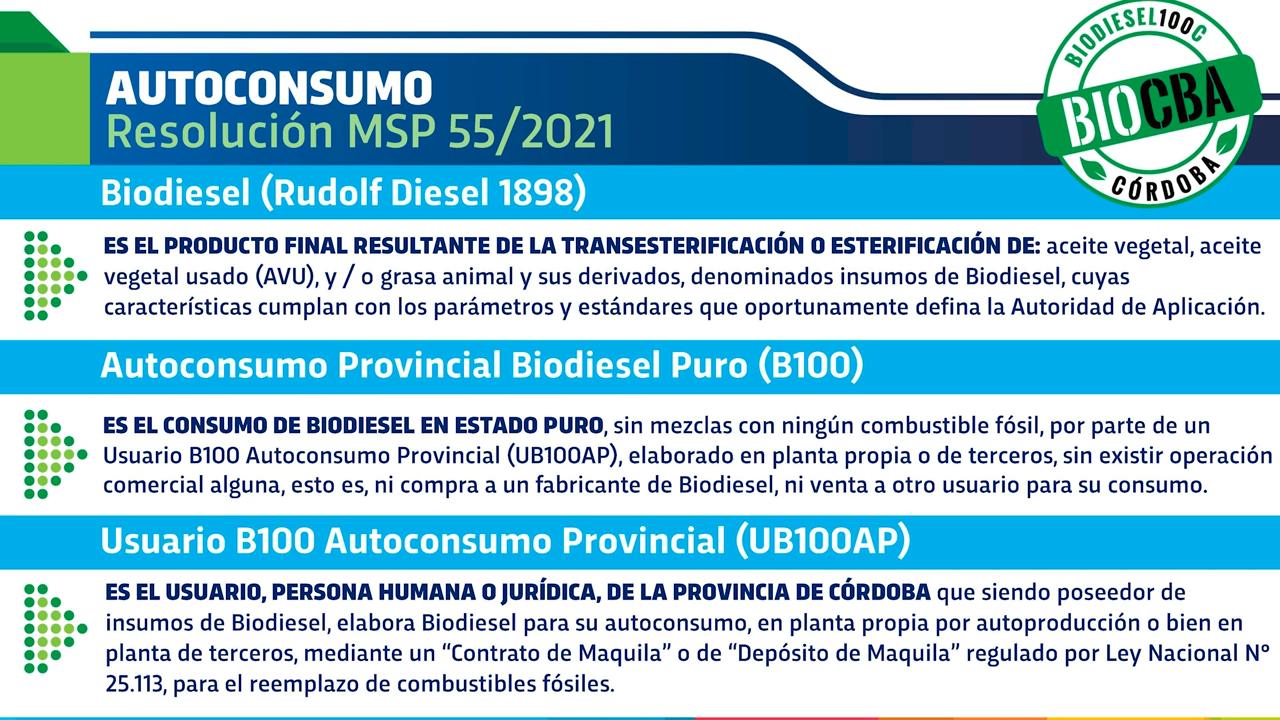 AUTOCONSUMO
Resolución MSP 55/2021
BIODIESEL100C
BIOCBA
CÓRDOBA
Biodiesel (Rudolf Diesel 1898)
ES EL PRODUCTO FINAL RESULTANTE DE LA TRANSESTERIFICACIÓN O ESTERIFICACIÓN DE: aceite vegetal, aceite
vegetal usado (AVU), y / o grasa animal y sus derivados, denominados insumos de Biodiesel, cuyas
características cumplan con los parámetros y estándares que oportunamente defina la Autoridad de Aplicación.
Autoconsumo Provincial Biodiesel Puro (B100)
ES EL CONSUMO DE BIODIESEL EN ESTADO PURO, sin mezclas con ningún combustible fósil, por parte de un
Usuario B100 Autoconsumo Provincial (UB100AP), elaborado en planta propia o de terceros, sin existir operación
comercial alguna, esto es, ni compra a un fabricante de Biodiesel, ni venta a otro usuario para su consumo.
Usuario B100 Autoconsumo Provincial (UB100AP)
ES EL USUARIO, PERSONA HUMANA O JURÍDICA, DE LA PROVINCIA DE CÓRDOBA que siendo poseedor de
insumos de Biodiesel, elabora Biodiesel para su autoconsumo, en planta propia por autoproducción o bien en
planta de terceros, mediante un “Contrato de Maquila” o de “Depósito de Maquila” regulado por Ley Nacional N°
25.113, para el reemplazo de combustibles fósiles.